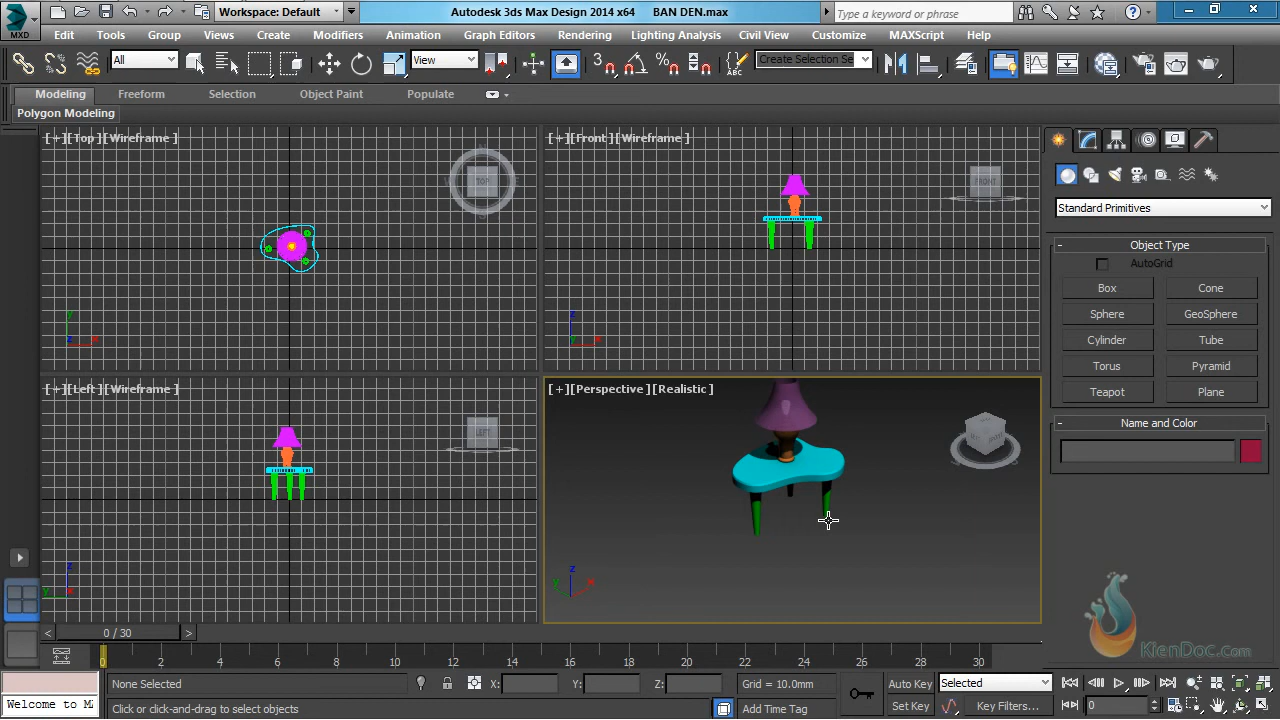 MXD
Workspace: Default
Autodesk 3ds Max Design 2014 x64 BAN DEN.max
Type a keyword or phrase
Edit Tools Group Views Create Modifiers Animation Graph Editors Rendering Lighting Analysis Civil View Customize MAXScript Help
All View 3 Create Selection Se
Modeling Freeform Selection Object Paint Populate
Polygon Modeling
[+][Top][Wireframe]
TOP
[+][Front][Wireframe]
FRONT
y
z x
z
y x
[+][Left][Wireframe]
LEFT
[+][Perspective][Realistic]
z
y x
z
y x
Standard Primitives
- Object Type
AutoGrid
Box Cone
Sphere GeoSphere
Cylinder Tube
Torus Pyramid
Teapot Plane
- Name and Color
KienDoc.Com
< 0 / 30 >
0 2 4 6 8 10 12 14 16 18 20 22 24 26 28 30
None Selected X: Y: Z: Grid = 10.0mm Auto Key Selected
Welcome to MA Click or click-and-drag to select objects Add Time Tag Set Key Key Filters... 0